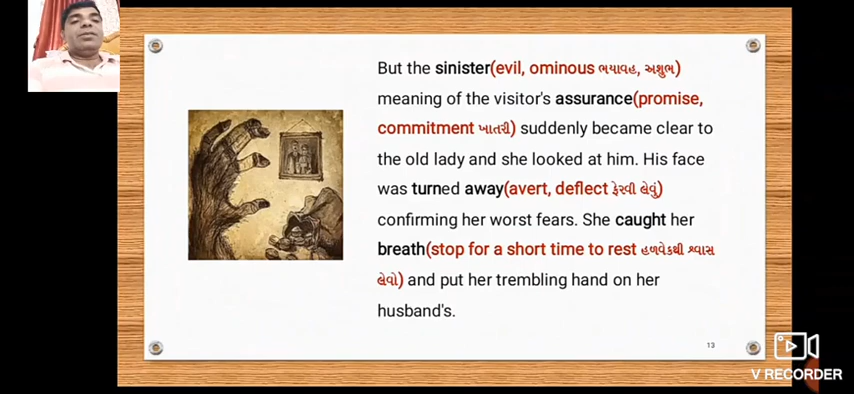 But the sinister(evil, ominous ભયાવહ, અશુભ)
meaning of the visitor's assurance(promise,
commitment ખાતરી) suddenly became clear to
the old lady and she looked at him. His face
was turned away(avert, deflect ફેરવી લેવું)
confirming her worst fears. She caught her
breath(stop for a short time to rest હળવેકથી શ્વાસ
લેવો) and put her trembling hand on her
husband's.
13
V RECORDER